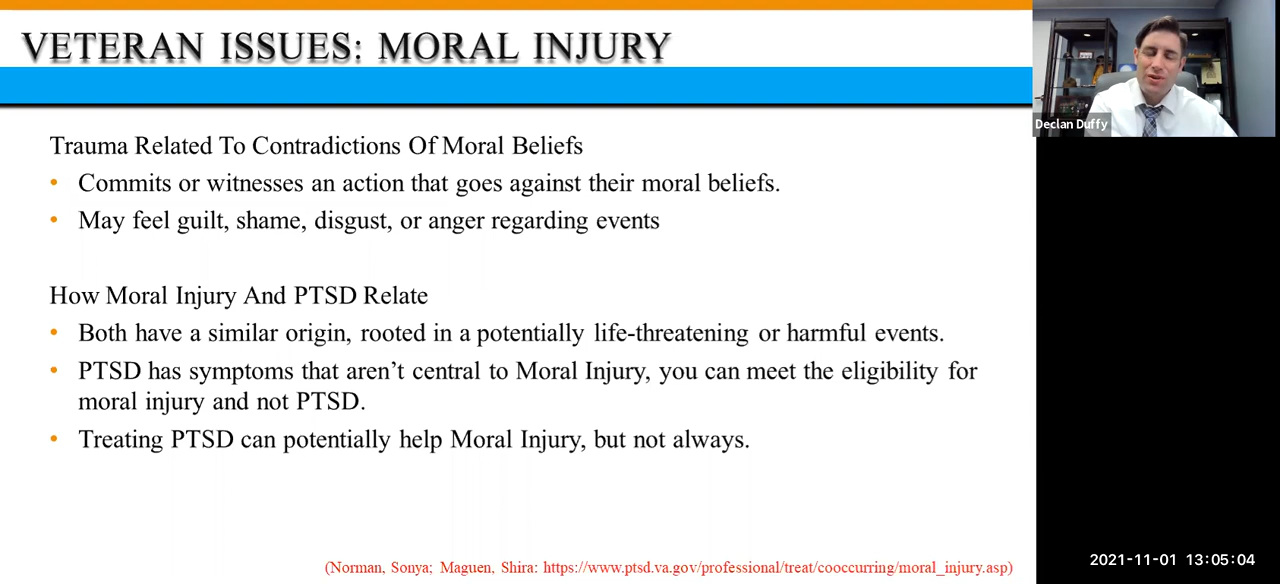 VETERAN ISSUES: MORAL INJURY
Declan Duffy
Trauma Related To Contradictions Of Moral Beliefs
• Commits or witnesses an action that goes against their moral beliefs.
• May feel guilt, shame, disgust, or anger regarding events
How Moral Injury And PTSD Relate
• Both have a similar origin, rooted in a potentially life-threatening or harmful events.
• PTSD has symptoms that aren’t central to Moral Injury, you can meet the eligibility for
moral injury and not PTSD.
• Treating PTSD can potentially help Moral Injury, but not always.
(Norman, Sonya; Maguen, Shira: https://www.ptsd.va.gov/professional/treat/cooccurring/moral_injury.asp)
2021-11-01 13:05:04